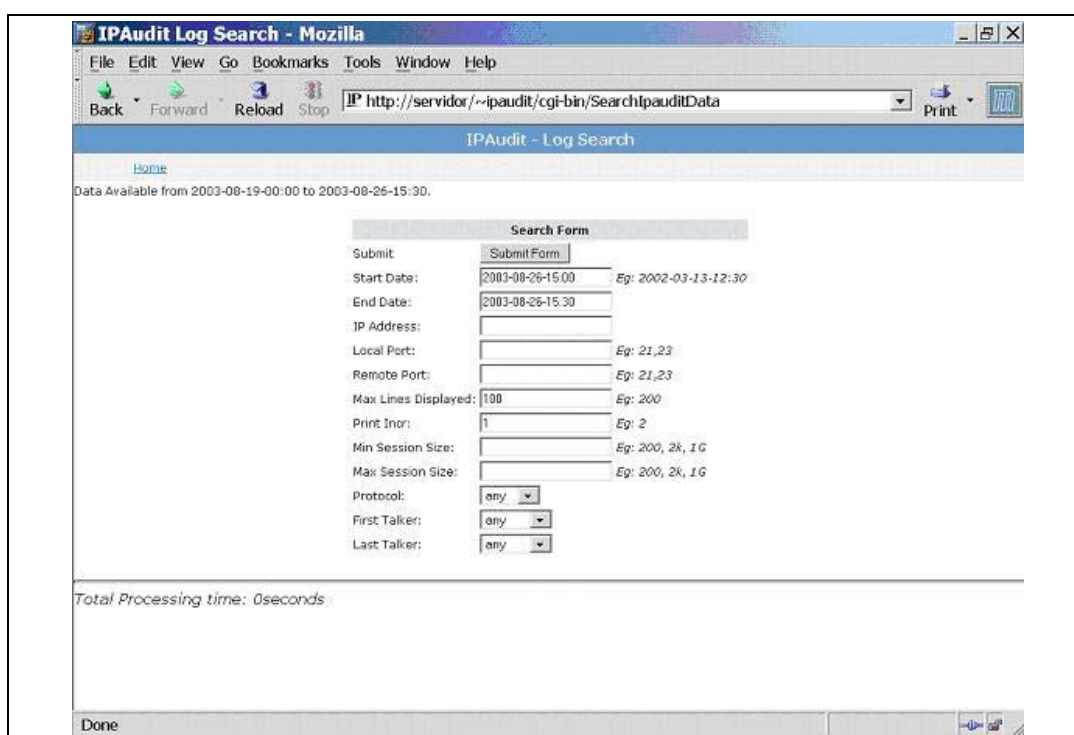 IPAudit Log Search - Mozilla
File Edit View Go Bookmarks Tools Window Help
Back Forward Reload Stop http://servidor/~ipaudit/cgi-bin/SearchIpauditData Print
IPAudit - Log Search
Home
Data Available from 2003-08-19-00:00 to 2003-08-26-15:30.
Search Form
Submit Submit Form
Start Date: 2003-08-26-15:00 Eg: 2002-03-13-12:30
End Date: 2003-08-26-15:30
IP Address:
Local Port: Eg: 21,23
Remote Port: Eg: 21,23
Max Lines Displayed: 100 Eg: 200
Print Incr: 1 Eg: 2
Min Session Size: Eg: 200, 2k, 1G
Max Session Size: Eg: 200, 2k, 1G
Protocol: any
First Talker: any
Last Talker: any
Total Processing time: 0seconds
Done